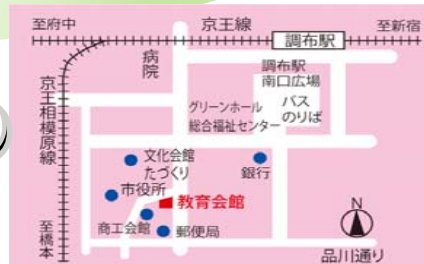 至府中
京王線
至新宿
調布駅
病院
調布駅
南口広場
バス
のりば
グリーンホール
総合福祉センター
京王相模原線
文化会館
たづくり
銀行
市役所
教育会館
N
至橋本
商工会館
郵便局
品川通り